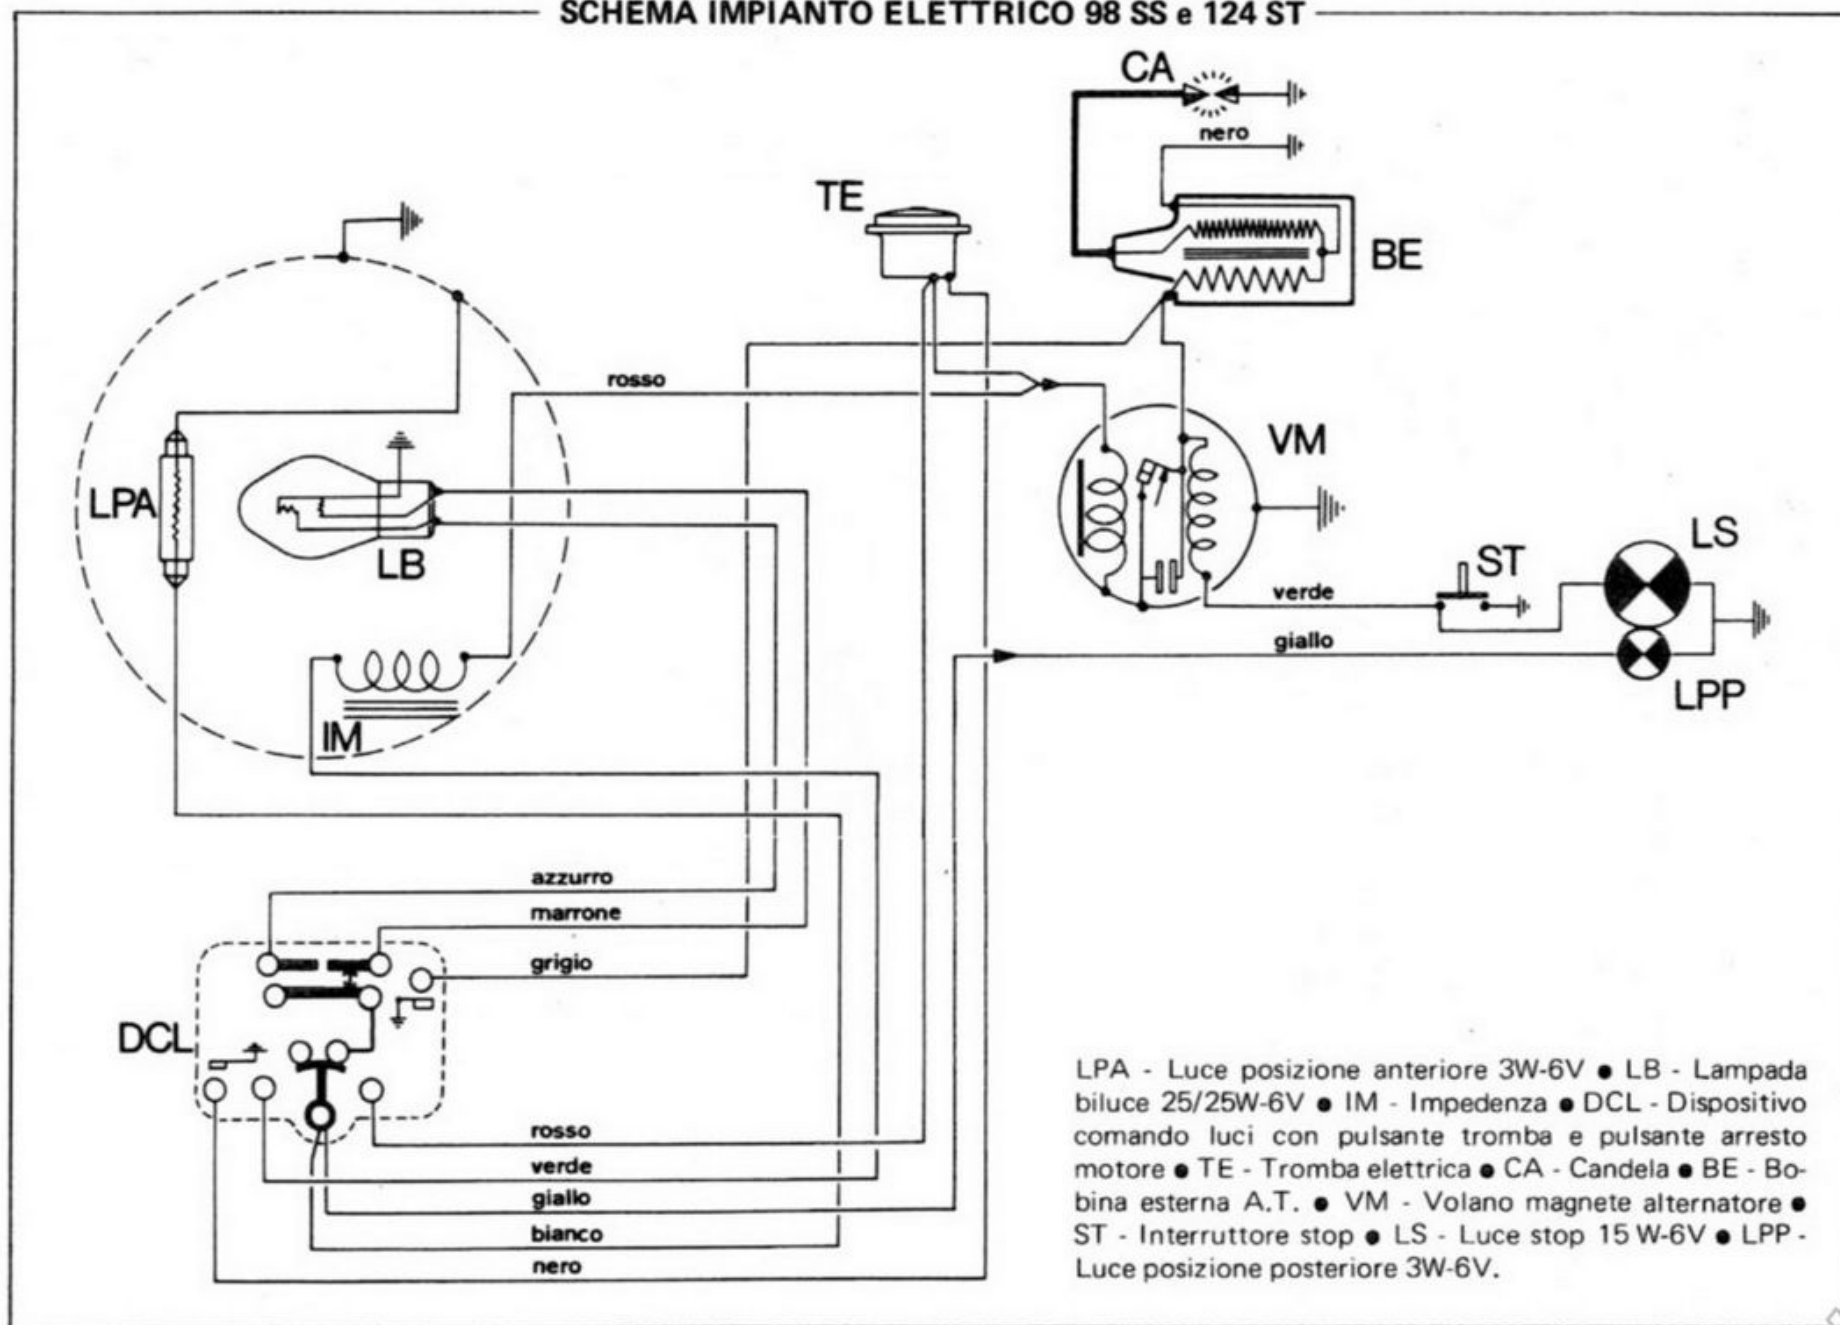 SCHEMA IMPIANTO ELETTRICO 98 SS e 124 ST
CA
nero
TE
BE
rosso
VM
LPA
LB
ST
LS
verde
giallo
LPP
IM
azzurro
marrone
grigio
DCL
rosso
verde
giallo
bianco
nero
LPA - Luce posizione anteriore 3W-6V ● LB - Lampada
biluce 25/25W-6V ● IM - Impedenza ● DCL - Dispositivo
comando luci con pulsante tromba e pulsante arresto
motore ● TE - Tromba elettrica ● CA - Candela ● BE - Bo-
bina esterna A.T. ● VM - Volano magnete alternatore ●
ST - Interruttore stop ● LS - Luce stop 15 W-6V ● LPP -
Luce posizione posteriore 3W-6V.